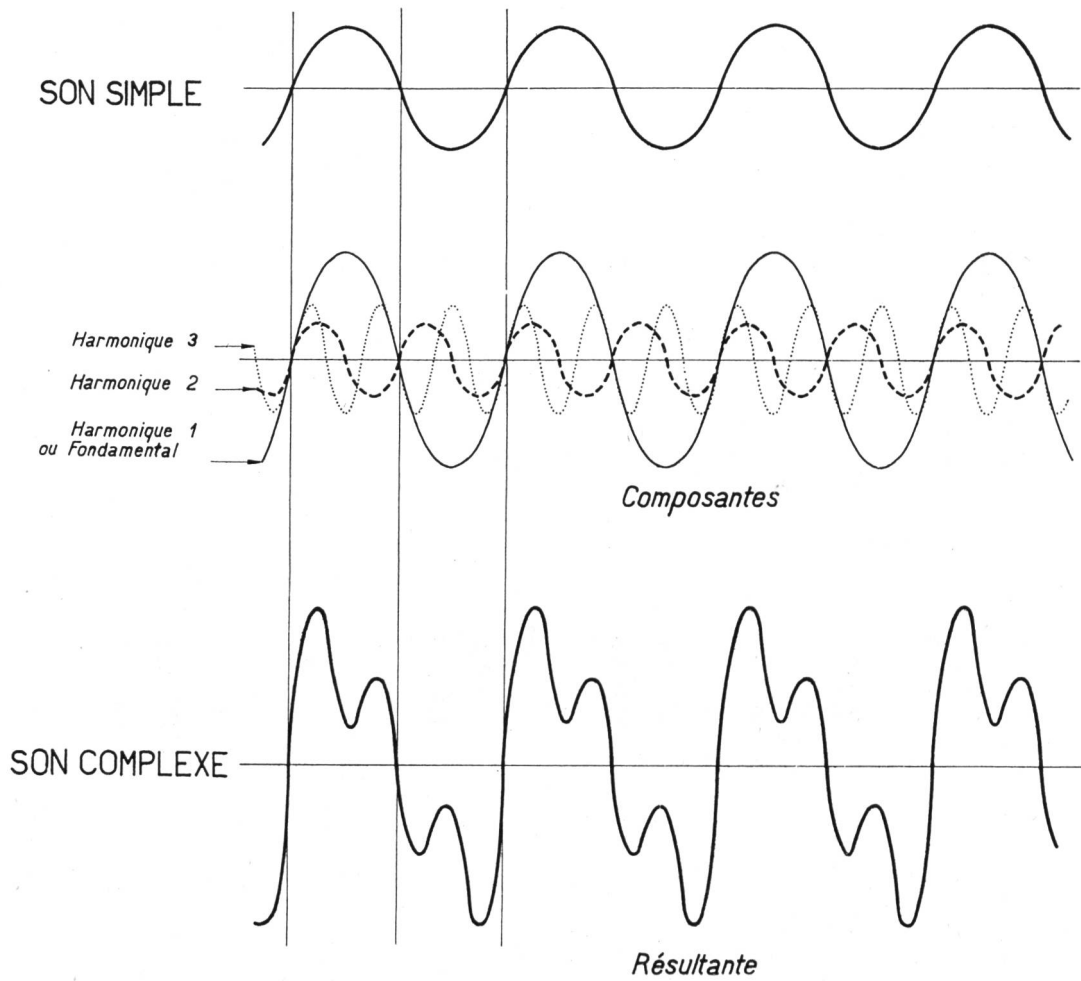 SON SIMPLE
Harmonique 3
Harmonique 2
Harmonique 1
ou Fondamental
Composantes
SON COMPLEXE
Résultante